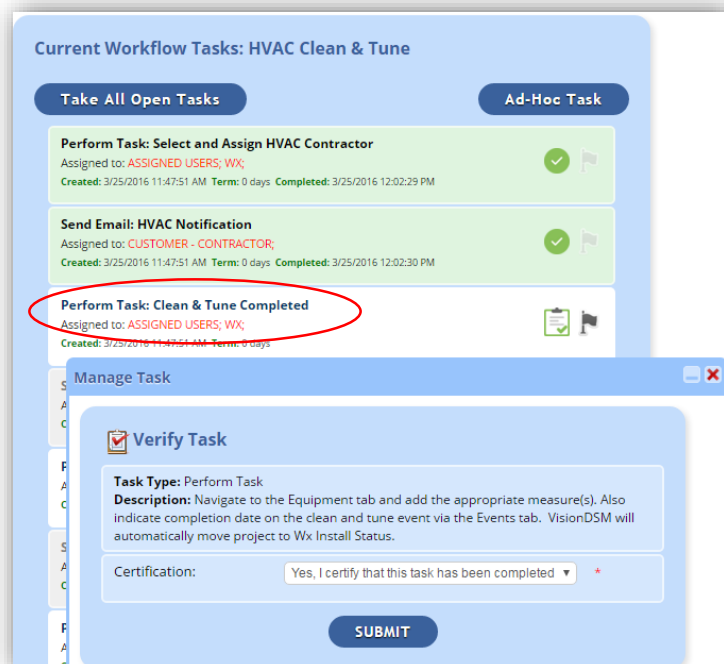 Current Workflow Tasks: HVAC Clean & Tune
Take All Open Tasks
Ad-Hoc Task
Perform Task: Select and Assign HVAC Contractor
Assigned to: ASSIGNED USERS; WX;
Created: 3/25/2016 11:47:51 AM Term: 0 days Completed: 3/25/2016 12:02:29 PM
Send Email: HVAC Notification
Assigned to: CUSTOMER - CONTRACTOR;
Created: 3/25/2016 11:47:51 AM Term: 0 days Completed: 3/25/2016 12:02:30 PM
Perform Task: Clean & Tune Completed
Assigned to: ASSIGNED USERS; WX;
Created: 3/25/2016 11:47:51 AM Term: 0 days
Manage Task
Verify Task
Task Type: Perform Task
Description: Navigate to the Equipment tab and add the appropriate measure(s). Also
indicate completion date on the clean and tune event via the Events tab. VisionDSM will
automatically move project to Wx Install Status.
Certification:
Yes, I certify that this task has been completed
*
SUBMIT